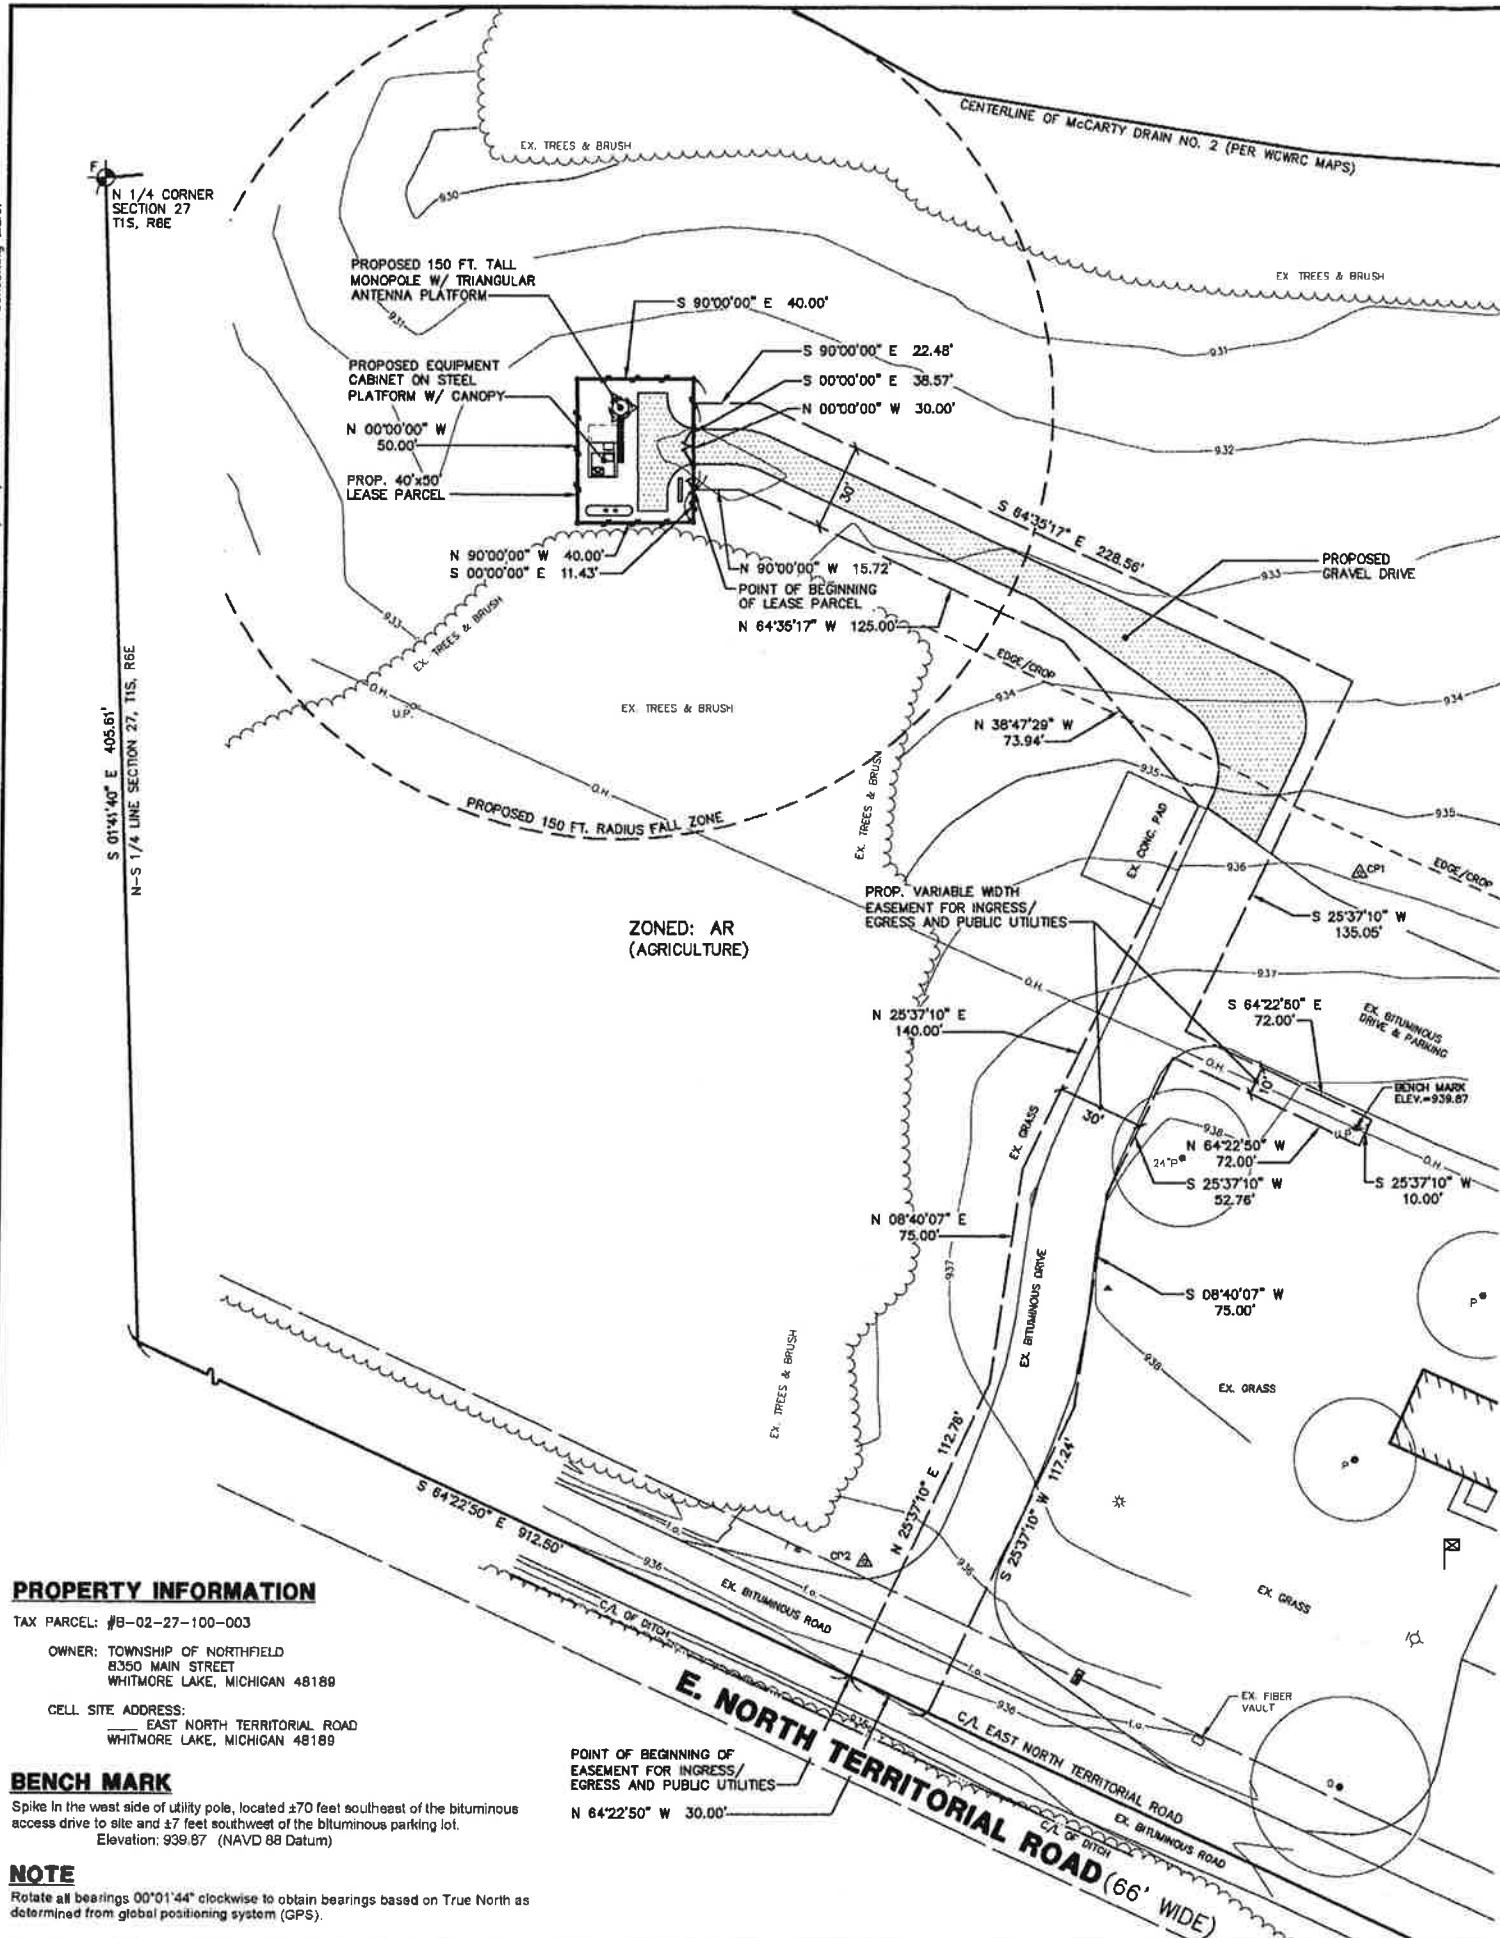 CENTERLINE OF McCARTY DRAIN NO. 2 (PER WCWRC MAPS)
EX. TREES & BRUSH
F
N 1/4 CORNER
SECTION 27
T1S, R6E
930
PROPOSED 150 FT. TALL
MONOPOLE W/ TRIANGULAR
ANTENNA PLATFORM
EX TREES & BRUSH
S 90°00'00" E 40.00'
931
S 90°00'00" E 22.48'
931
PROPOSED EQUIPMENT
CABINET ON STEEL
PLATFORM W/ CANOPY
S 00°00'00" E 38.57'
N 00°00'00" W 30.00'
N 00°00'00" W
50.00'
932
PROP. 40'x50'
LEASE PARCEL
30'
S 64°35'17" E 228.56'
N 90°00'00" W 40.00'
S 00°00'00" E 11.43'
N 90°00'00" W 15.72'
PROPOSED
GRAVEL DRIVE
933
POINT OF BEGINNING
OF LEASE PARCEL
N 64°35'17" W 125.00'
933
EX. TREES & BRUSH
EDGE/CROP
934
934
O.H.
U.P.
EX. TREES & BRUSH
N 38°47'29" W
73.94'
S 01°41'40" E 405.61'
N-S 1/4 LINE SECTION 27, T1S, R6E
O.H.
935
PROPOSED 150 FT. RADIUS FALL ZONE
EX. TREES & BRUSH
EX. CONC. PAD
935
936
CP1
EDGE/CROP
PROP. VARIABLE WIDTH
EASEMENT FOR INGRESS/
EGRESS AND PUBLIC UTILITIES
S 25°37'10" W
135.05'
ZONED: AR
(AGRICULTURE)
937
O.H.
S 64°22'50" E
72.00'
EX. BITUMINOUS
DRIVE & PARKING
N 25°37'10" E
140.00'
O.H.
10'
BENCH MARK
ELEV.=939.87
30'
EX. GRASS
938
U.P.
N 64°22'50" W
72.00'
O.H.
24"P
S 25°37'10" W
52.76'
S 25°37'10" W
10.00'
N 08°40'07" E
75.00'
937
EX. BITUMINOUS DRIVE
S 08°40'07" W
75.00'
P
938
EX. TREES & BRUSH
EX. GRASS
N 25°37'10" E 112.76'
S 25°37'10" W 117.24'
P
S 64°22'50" E 912.50'
f.o.
CP2
936
936
EX. BITUMINOUS ROAD
f.o.
EX. GRASS
C/L OF DITCH
PROPERTY INFORMATION
TAX PARCEL: #B-02-27-100-003
OWNER: TOWNSHIP OF NORTHFIELD
8350 MAIN STREET
WHITMORE LAKE, MICHIGAN 48189
CELL SITE ADDRESS:
____ EAST NORTH TERRITORIAL ROAD
WHITMORE LAKE, MICHIGAN 48189
f.o.
936
935
EX. FIBER
VAULT
f.o.
C/L EAST NORTH TERRITORIAL ROAD
E. NORTH TERRITORIAL ROAD (66' WIDE)
POINT OF BEGINNING OF
EASEMENT FOR INGRESS/
EGRESS AND PUBLIC UTILITIES
N 64°22'50" W 30.00'
C/L OF DITCH
EX. BITUMINOUS ROAD
BENCH MARK
Spike in the west side of utility pole, located ±70 feet southeast of the bituminous
access drive to site and ±7 feet southwest of the bituminous parking lot.
Elevation: 939.87 (NAVD 88 Datum)
NOTE
Rotate all bearings 00°01'44" clockwise to obtain bearings based on True North as
determined from global positioning system (GPS).